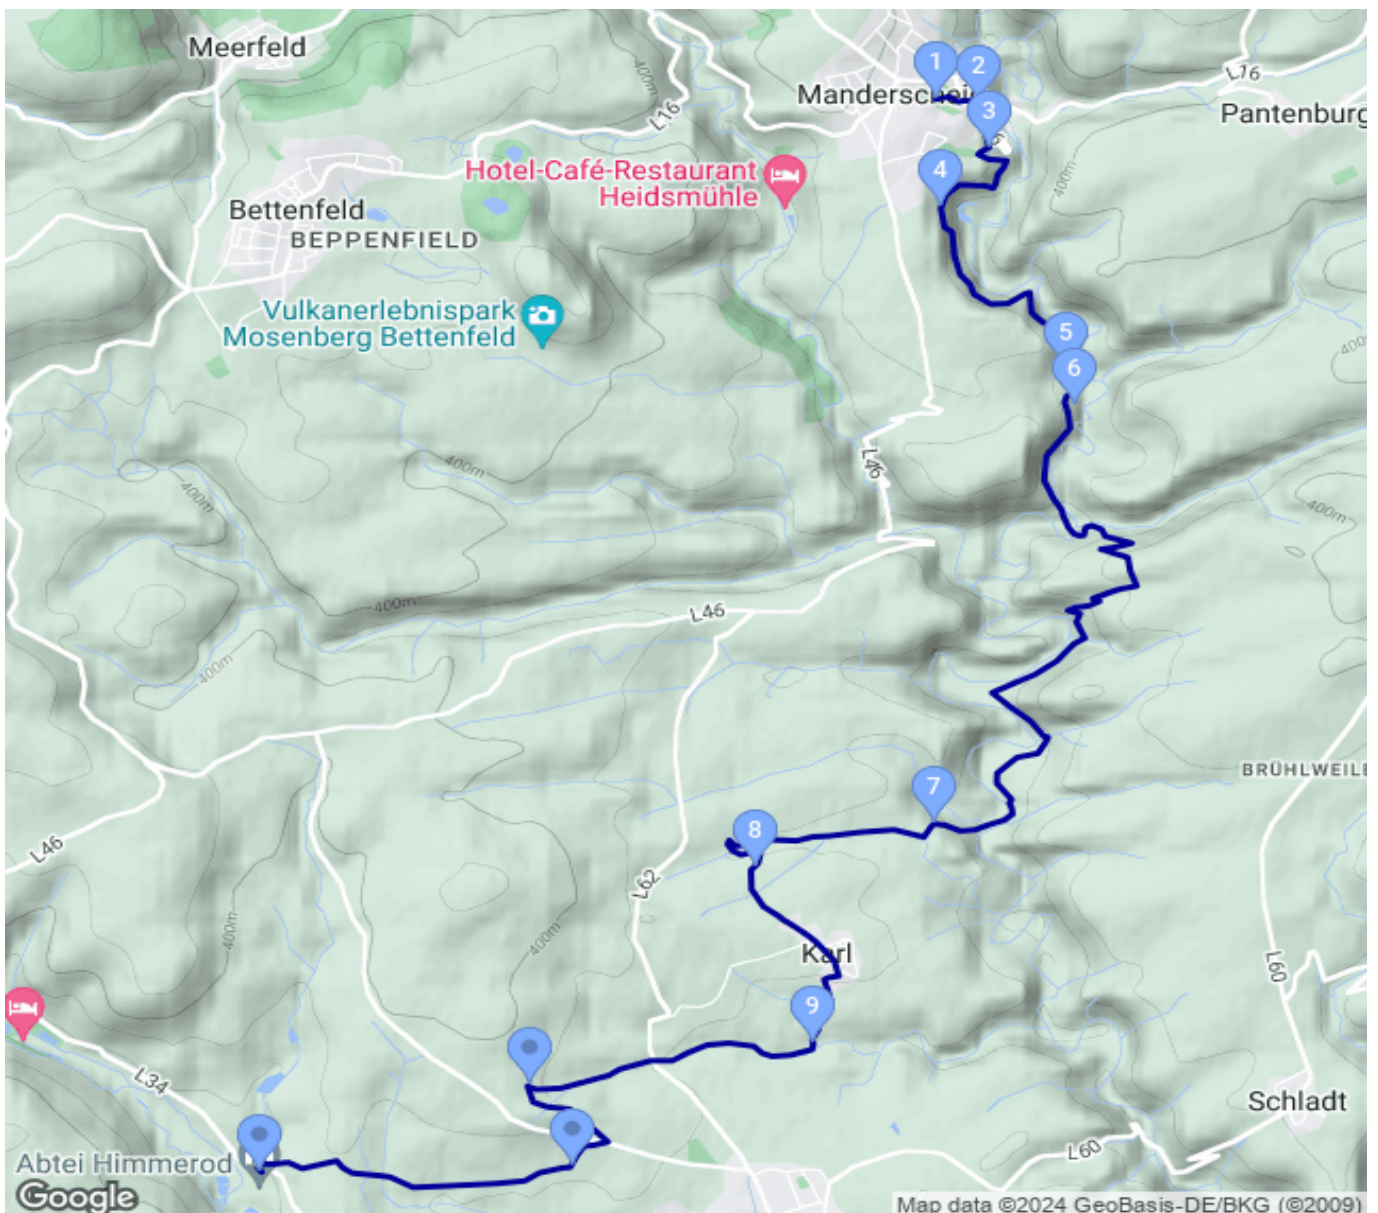 Meerfeld
400m
L16
1
2
Manderscheid
3
L16
Pantenburg
Hotel-Café-Restaurant
Heidsmühle
4
400m
Bettenfeld
BEPPENFIELD
Vulkanerlebnispark
Mosenberg Bettenfeld
5
6
400m
400m
L46
400m
400m
400m
L46
400m
BRÜHLWEILE
7
8
L46
L62
400m
400m
Karl
L60
9
L34
Schladt
L60
Abtei Himmerod
Google
Map data ©2024 GeoBasis-DE/BKG (©2009)